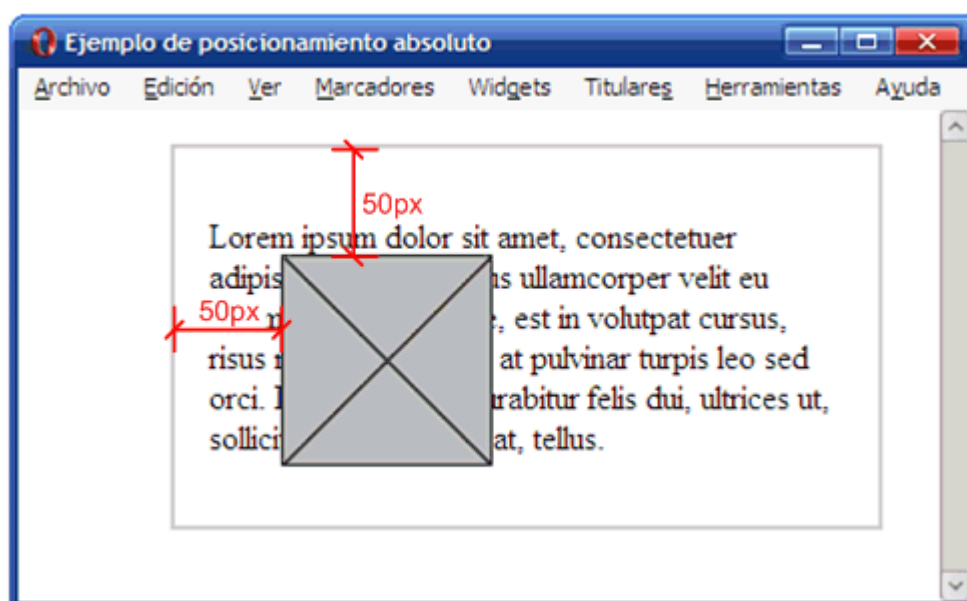 Ejemplo de posicionamiento absoluto
Archivo Edición Ver Marcadores Widgets Titulares Herramientas Ayuda
50px
Lorem ipsum dolor sit amet, consectetuer
adipis us ullamcorper velit eu
50px n e, est in volutpat cursus,
risus at pulvinar turpis leo sed
orci. urabitur felis dui, ultrices ut,
sollicit at, tellus.